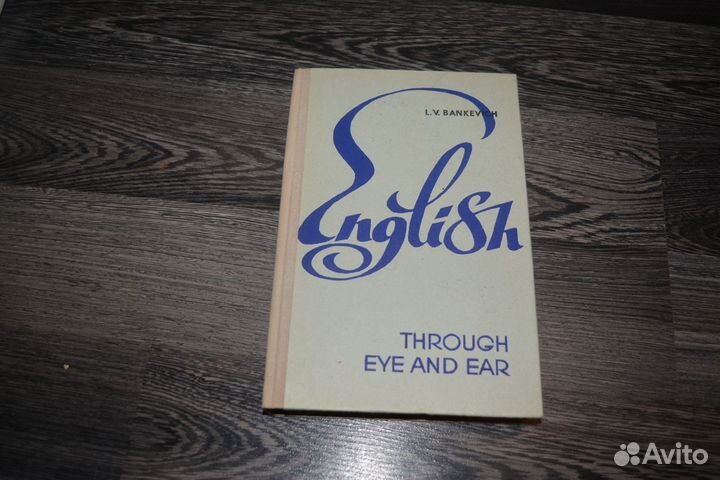 L.V. BANKEVICH
English
THROUGH
EYE AND EAR
Avito